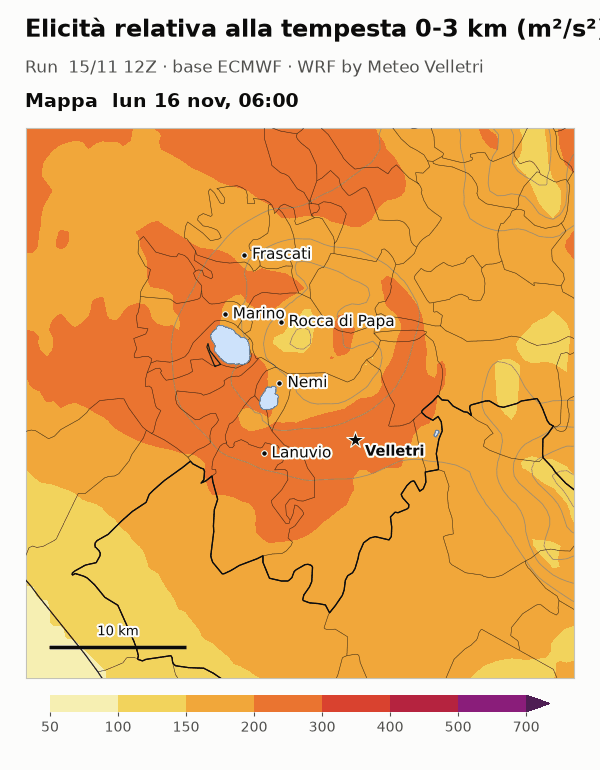 Elicità relativa alla tempesta 0-3 km (m²/s²)
Run  15/11 12Z · base ECMWF · WRF by Meteo Velletri
Mappa  lun 16 nov, 06:00
Frascati
Marino
Rocca di Papa
Nemi
Velletri
Lanuvio
10 km
50 100 150 200 300 400 500 700